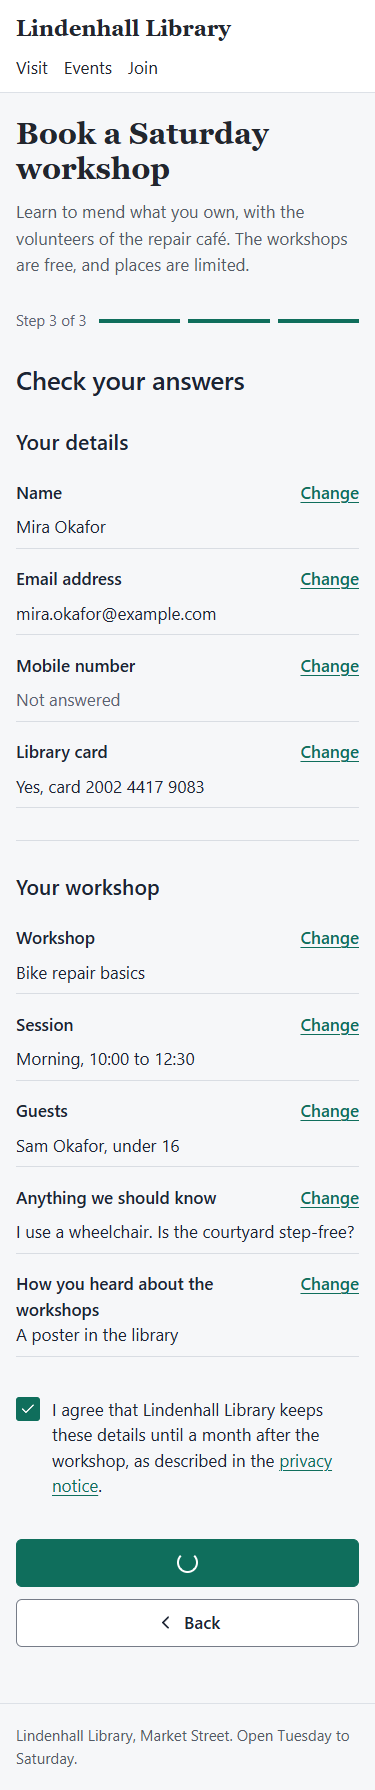 Lindenhall Library
Visit Events Join
Book a Saturday
workshop
Learn to mend what you own, with the
volunteers of the repair café. The workshops
are free, and places are limited.
Step 3 of 3
Check your answers
Your details
Name Change
Mira Okafor
Email address Change
mira.okafor@example.com
Mobile number Change
Not answered
Library card Change
Yes, card 2002 4417 9083
Your workshop
Workshop Change
Bike repair basics
Session Change
Morning, 10:00 to 12:30
Guests Change
Sam Okafor, under 16
Anything we should know Change
I use a wheelchair. Is the courtyard step-free?
How you heard about the Change
workshops
A poster in the library
I agree that Lindenhall Library keeps
these details until a month after the
workshop, as described in the privacy
notice.
Back
Lindenhall Library, Market Street. Open Tuesday to
Saturday.